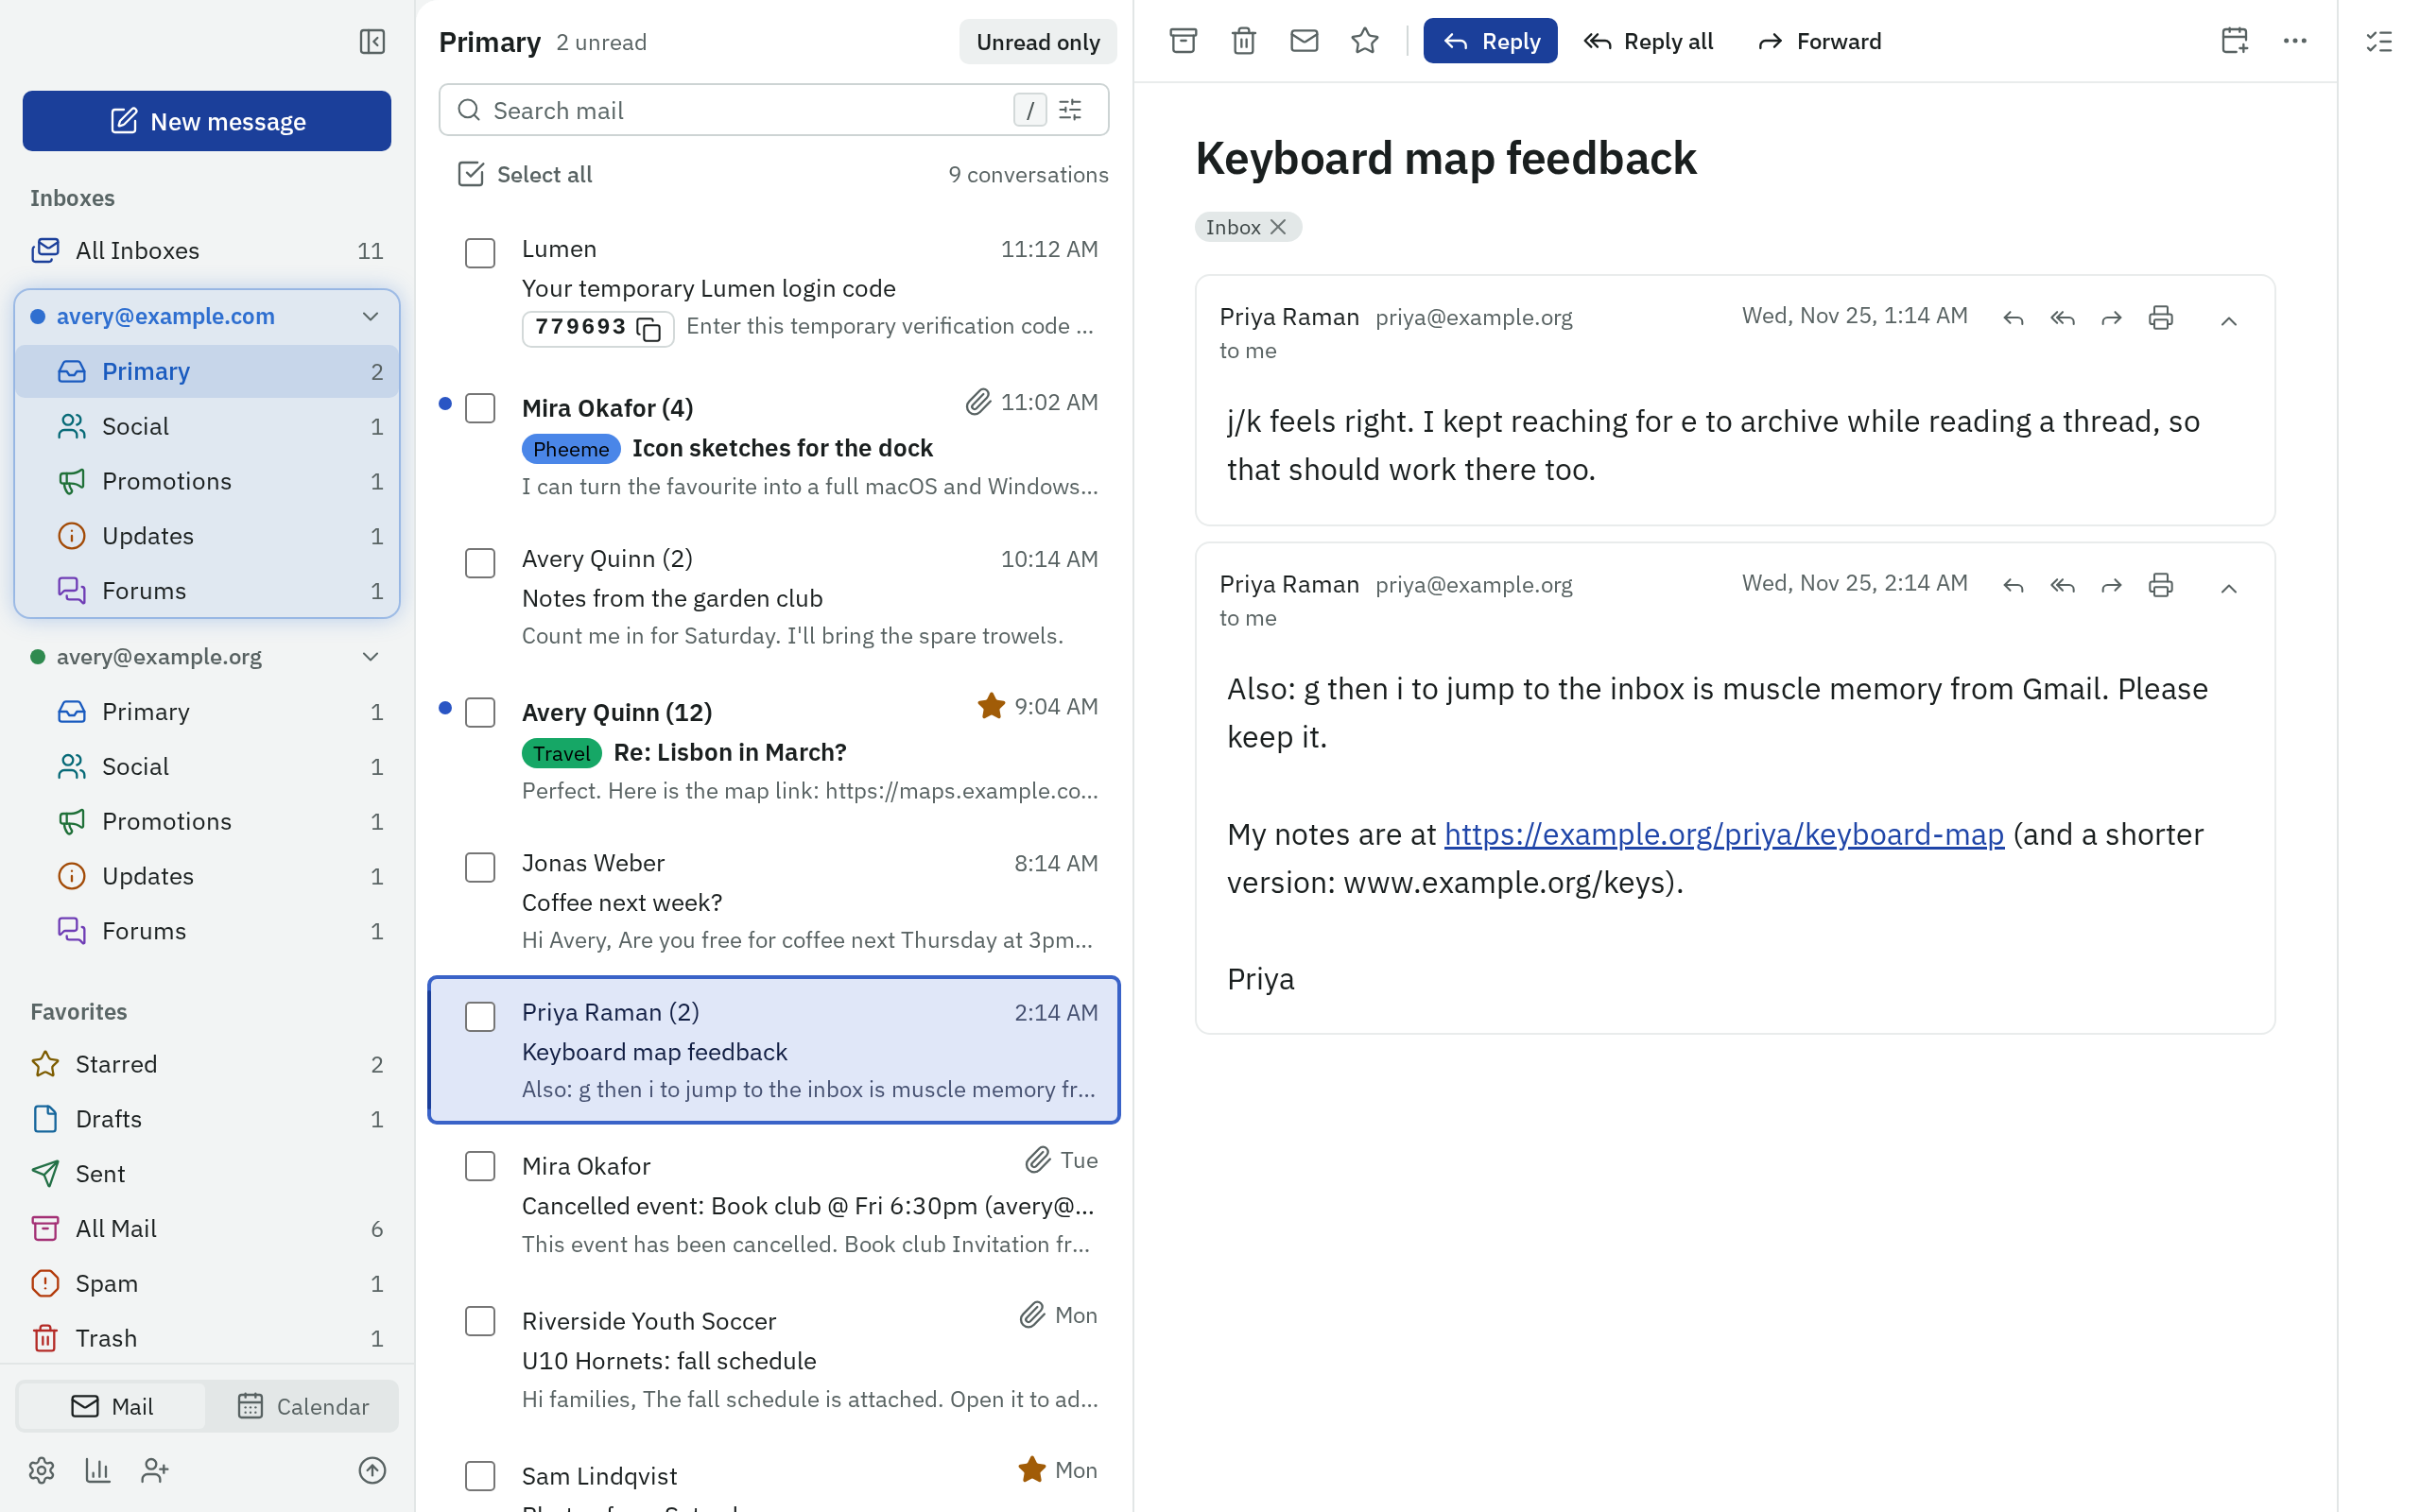 New message
Inboxes
All Inboxes 11
avery@example.com
Primary 2
Social 1
Promotions 1
Updates 1
Forums 1
avery@example.org
Primary 1
Social 1
Promotions 1
Updates 1
Forums 1
Favorites
Starred 2
Drafts 1
Sent
All Mail 6
Spam 1
Trash 1
Mail Calendar
Primary 2 unread Unread only
Search mail /
Select all 9 conversations
Lumen 11:12 AM
Your temporary Lumen login code
779693 Enter this temporary verification code ...
Mira Okafor (4) 11:02 AM
Pheeme Icon sketches for the dock
I can turn the favourite into a full macOS and Windows...
Avery Quinn (2) 10:14 AM
Notes from the garden club
Count me in for Saturday. I'll bring the spare trowels.
Avery Quinn (12) 9:04 AM
Travel Re: Lisbon in March?
Perfect. Here is the map link: https://maps.example.co...
Jonas Weber 8:14 AM
Coffee next week?
Hi Avery, Are you free for coffee next Thursday at 3pm...
Priya Raman (2) 2:14 AM
Keyboard map feedback
Also: g then i to jump to the inbox is muscle memory fr...
Mira Okafor Tue
Cancelled event: Book club @ Fri 6:30pm (avery@...
This event has been cancelled. Book club Invitation fr...
Riverside Youth Soccer Mon
U10 Hornets: fall schedule
Hi families, The fall schedule is attached. Open it to ad...
Sam Lindqvist Mon
Reply Reply all Forward
Keyboard map feedback
Inbox
Priya Raman priya@example.org Wed, Nov 25, 1:14 AM
to me
j/k feels right. I kept reaching for e to archive while reading a thread, so
that should work there too.
Priya Raman priya@example.org Wed, Nov 25, 2:14 AM
to me
Also: g then i to jump to the inbox is muscle memory from Gmail. Please
keep it.
My notes are at https://example.org/priya/keyboard-map (and a shorter
version: www.example.org/keys).
Priya